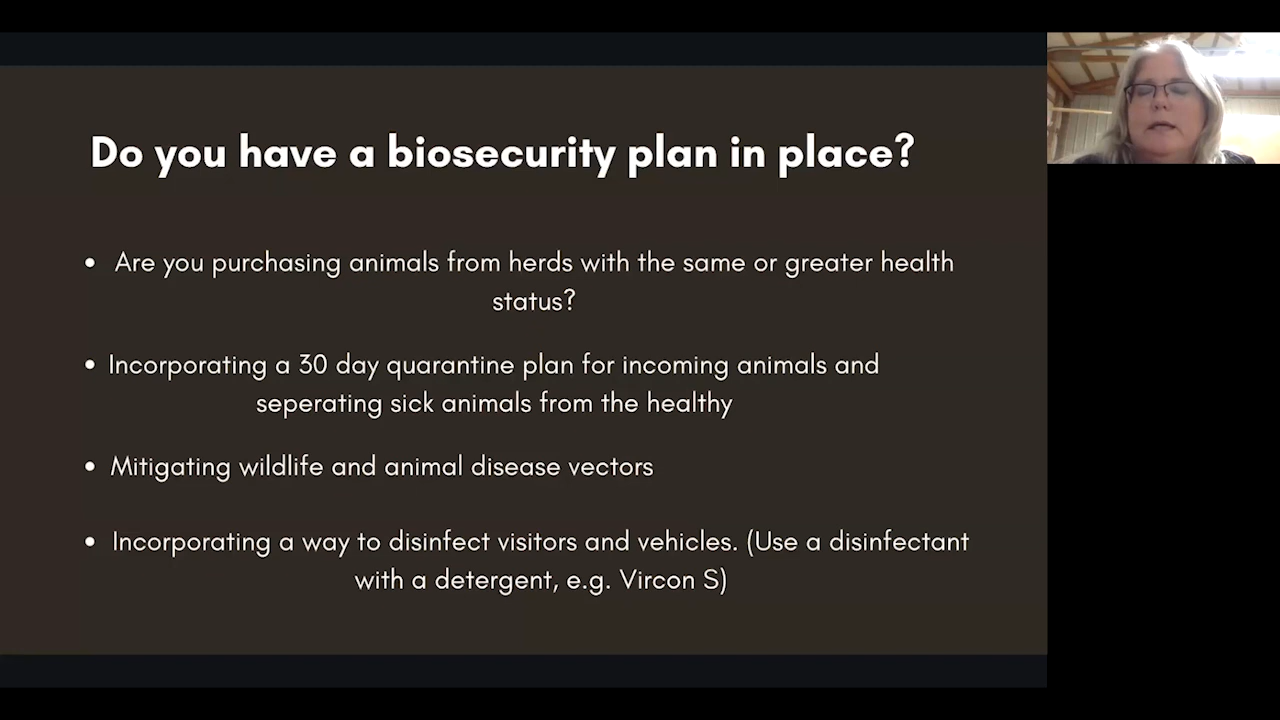 Do you have a biosecurity plan in place?
• Are you purchasing animals from herds with the same or greater health
status?
• Incorporating a 30 day quarantine plan for incoming animals and
seperating sick animals from the healthy
• Mitigating wildlife and animal disease vectors
• Incorporating a way to disinfect visitors and vehicles. (Use a disinfectant
with a detergent, e.g. Vircon S)